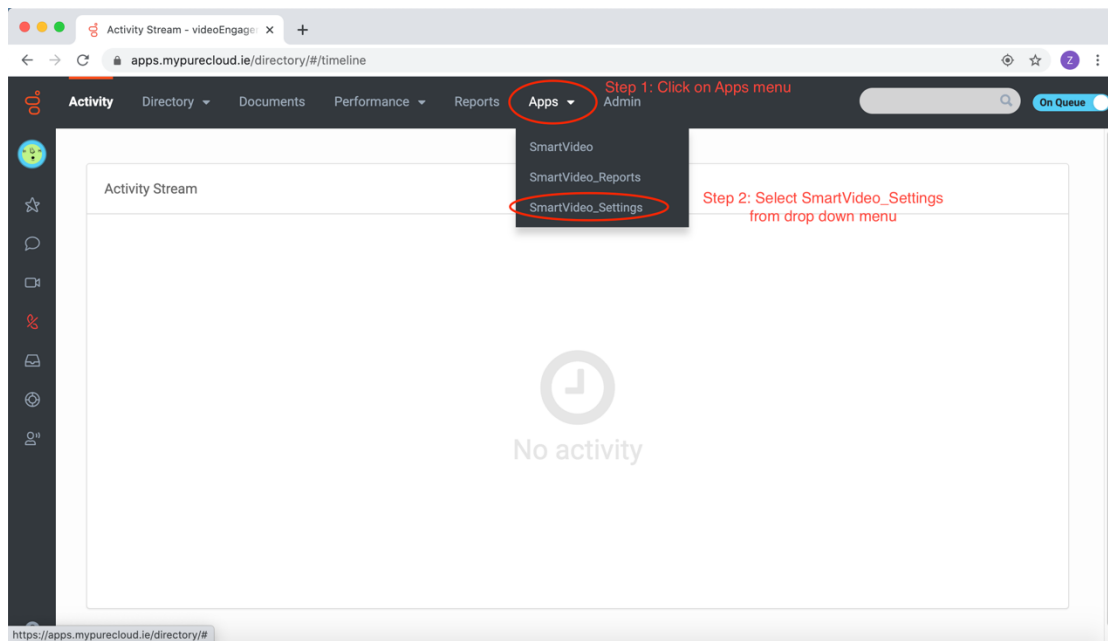 Activity Stream - videoEngager
apps.mypurecloud.ie/directory/#/timeline
Z
Activity Directory Documents Performance Reports Apps Admin On Queue
Step 1: Click on Apps menu
SmartVideo
SmartVideo_Reports
SmartVideo_Settings
Step 2: Select SmartVideo_Settings
from drop down menu
Activity Stream
No activity
https://apps.mypurecloud.ie/directory/#